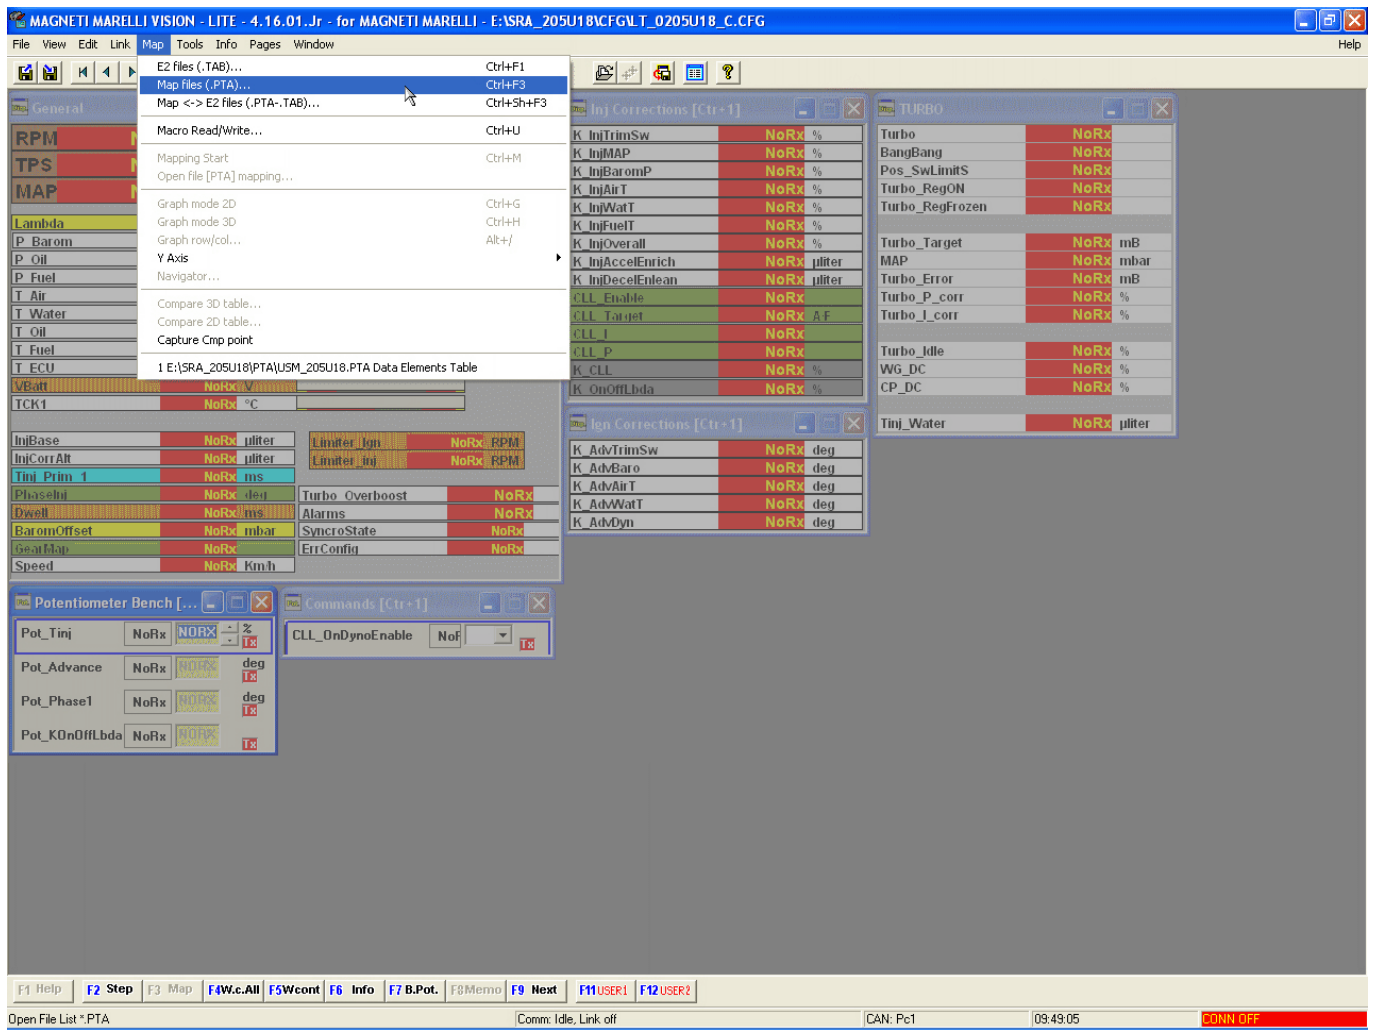 MAGNETI MARELLI VISION - LITE - 4.16.01.Jr - for MAGNETI MARELLI - E:\SRA_205U18\CFG\LT_0205U18_C.CFG
File View Edit Link Map Tools Info Pages Window Help
E2 files (.TAB)... Ctrl+F1
Map files (.PTA)... Ctrl+F3
Map <-> E2 files (.PTA-.TAB)... Ctrl+Sh+F3
Macro Read/Write... Ctrl+U
Mapping Start Ctrl+M
Open file [PTA] mapping...
Graph mode 2D Ctrl+G
Graph mode 3D Ctrl+H
Graph row/col... Alt+/
Y Axis
Navigator...
Compare 3D table...
Compare 2D table...
Capture Cmp point
1 E:\SRA_205U18\PTA\USM_205U18.PTA Data Elements Table
General
RPM
TPS
MAP
Lambda
P_Barom
P_Oil
P_Fuel
T_Air
T_Water
T_Oil
T_Fuel
T_ECU
VBatt NoRx V
TCK1 NoRx °C
InjBase NoRx µliter
InjCorrAlt NoRx µliter
Tinj_Prim_1 NoRx ms
PhaseInj NoRx deg
Dwell NoRx ms
BaromOffset NoRx mbar
GearMap NoRx
Speed NoRx Km/h
Limiter_Ign NoRx RPM
Limiter_inj NoRx RPM
Turbo_Overboost NoRx
Alarms NoRx
SyncroState NoRx
ErrConfig NoRx
Inj Corrections [Ctr+1]
K_InjTrimSw NoRx %
K_InjMAP NoRx %
K_InjBaromP NoRx %
K_InjAirT NoRx %
K_InjWatT NoRx %
K_InjFuelT NoRx %
K_InjOverall NoRx %
K_InjAccelEnrich NoRx µliter
K_InjDecelEnlean NoRx µliter
CLL_Enable NoRx
CLL_Target NoRx A-F
CLL_I NoRx
CLL_P NoRx
K_CLL NoRx %
K_OnOffLbda NoRx %
Ign Corrections [Ctr+1]
K_AdvTrimSw NoRx deg
K_AdvBaro NoRx deg
K_AdvAirT NoRx deg
K_AdvWatT NoRx deg
K_AdvDyn NoRx deg
TURBO
Turbo NoRx
BangBang NoRx
Pos_SwLimitS NoRx
Turbo_RegON NoRx
Turbo_RegFrozen NoRx
Turbo_Target NoRx mB
MAP NoRx mbar
Turbo_Error NoRx mB
Turbo_P_corr NoRx %
Turbo_I_corr NoRx %
Turbo_Idle NoRx %
WG_DC NoRx %
CP_DC NoRx %
Tinj_Water NoRx µliter
Potentiometer Bench [...
Pot_Tinj NoRx NORX % Tx
Pot_Advance NoRx NORX deg Tx
Pot_Phase1 NoRx NORX deg Tx
Pot_KOnOffLbda NoRx NORX Tx
Commands [Ctr+1]
CLL_OnDynoEnable NoF Tx
F1 Help F2 Step F3 Map F4W.c.All F5Wcont F6 Info F7 B.Pot. F8Memo F9 Next F11USER1 F12USER2
Open File List *.PTA Comm: Idle, Link off CAN: Pc1 09:49:05 CONN OFF